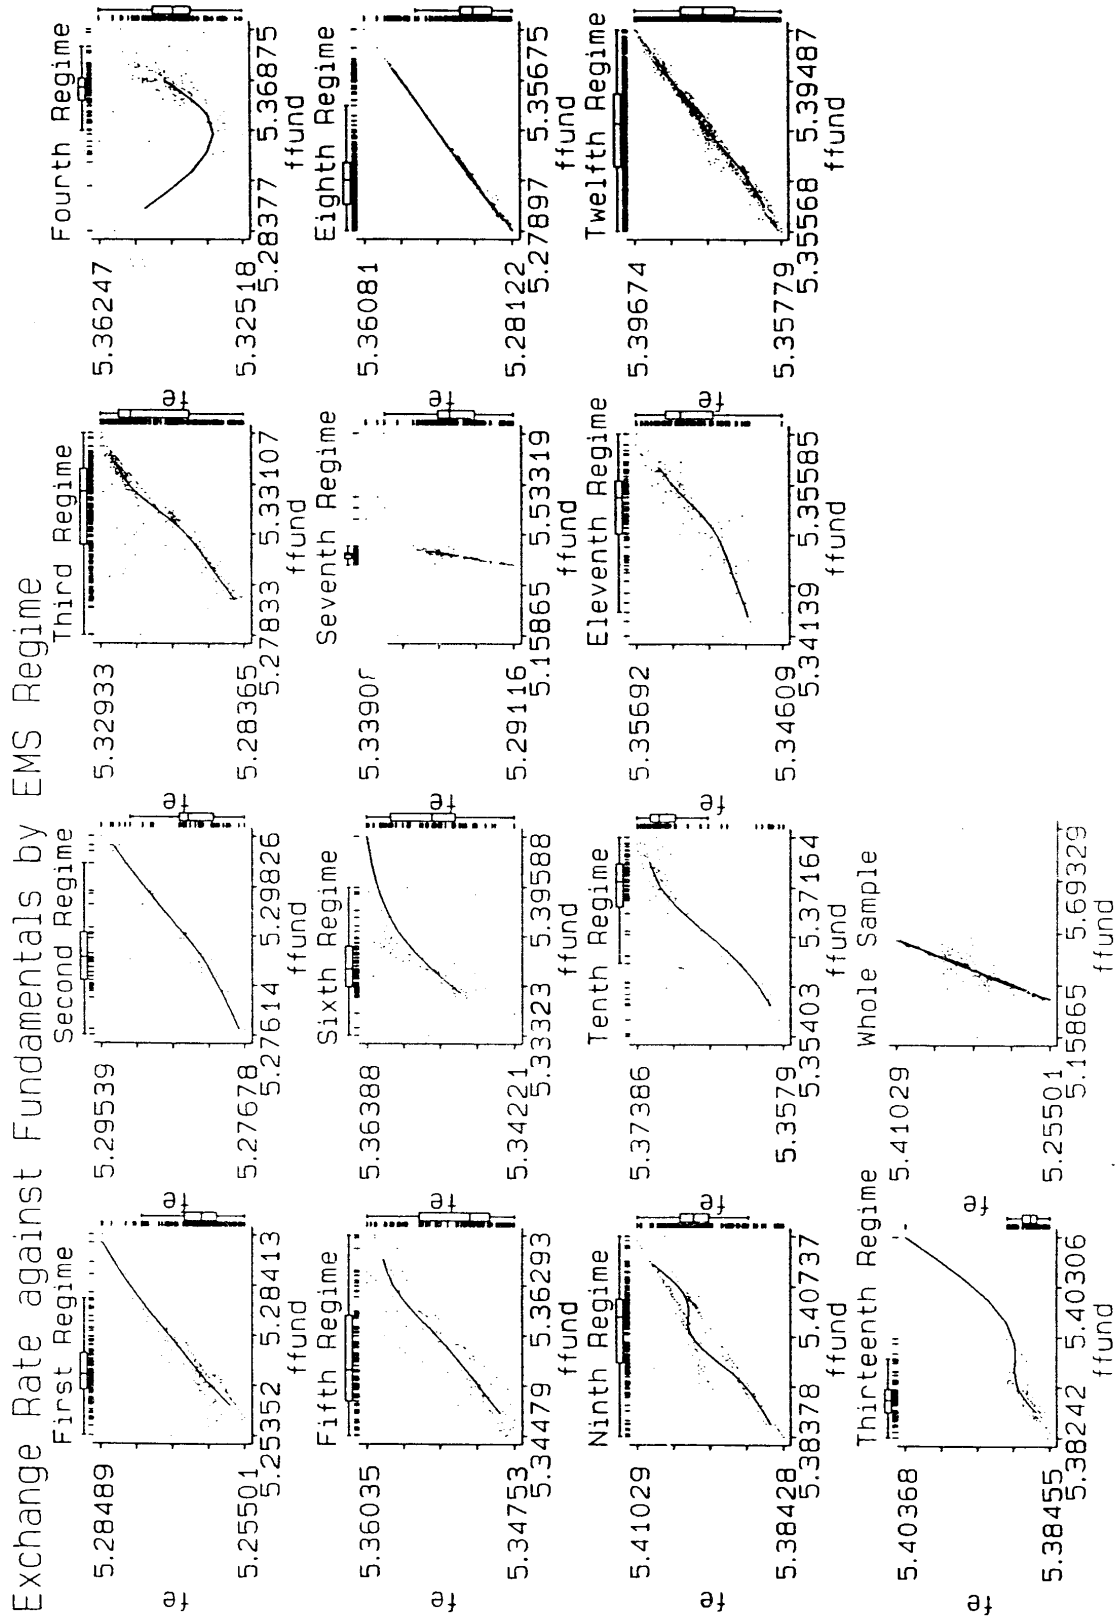 Exchange Rate against Fundamentals by EMS Regime
First Regime
5.28489
fe
5.25501
5.25352 5.28413
ffund
Second Regime
5.29539
fe
5.27678
5.27614 5.29826
ffund
Third Regime
5.32933
fe
5.28365
5.27833 5.33107
ffund
Fourth Regime
5.36247
fe
5.32518
5.28377 5.36875
ffund
Fifth Regime
5.36035
5.34753
5.34479 5.36293
ffund
Sixth Regime
5.36388
fe
5.34221
5.33323 5.39588
ffund
Seventh Regime
fe
5.29116
5.15865 5.53319
ffund
Eighth Regime
5.36081
fe
5.28122
5.27897 5.35675
ffund
Ninth Regime
5.41029
fe
5.38428
5.38378 5.40737
ffund
Tenth Regime
5.37386
fe
5.3579
5.35403 5.37164
ffund
Eleventh Regime
5.35692
fe
5.34609
5.34139 5.35585
ffund
Twelfth Regime
5.39674
fe
5.35779
5.35568 5.39487
ffund
Thirteenth Regime
5.40368
fe
5.38455
5.38242 5.40306
ffund
Whole Sample
5.41029
fe
5.25501
5.15865 5.69329
ffund